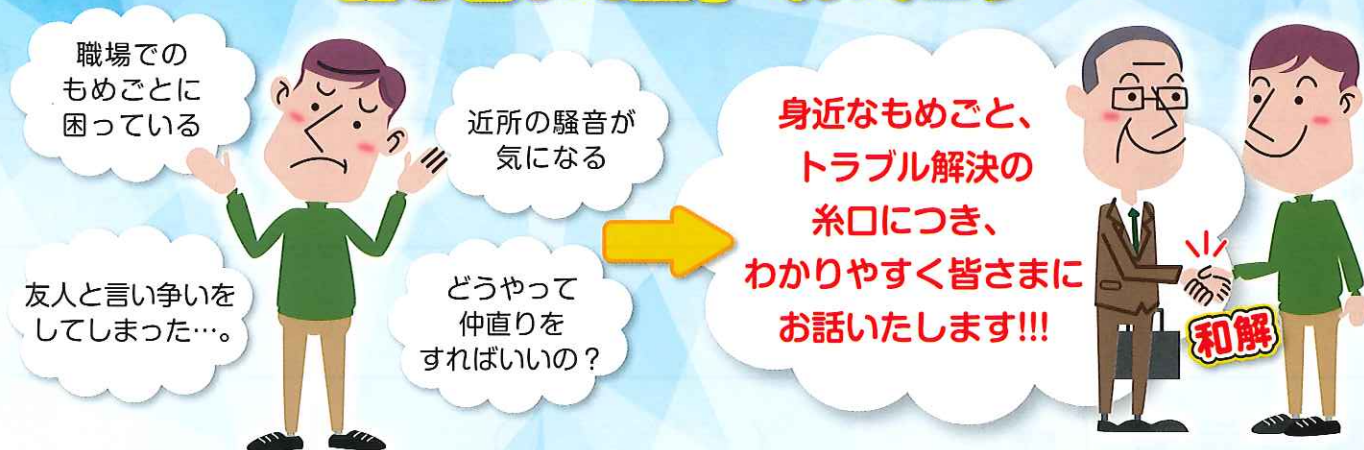 職場での
もめごとに
困っている
近所の騒音が
気になる
友人と言い争いを
してしまった…。
どうやって
仲直りを
すればいいの？
身近なもめごと、
トラブル解決の
糸口につき、
わかりやすく皆さまに
お話いたします!!!
和解